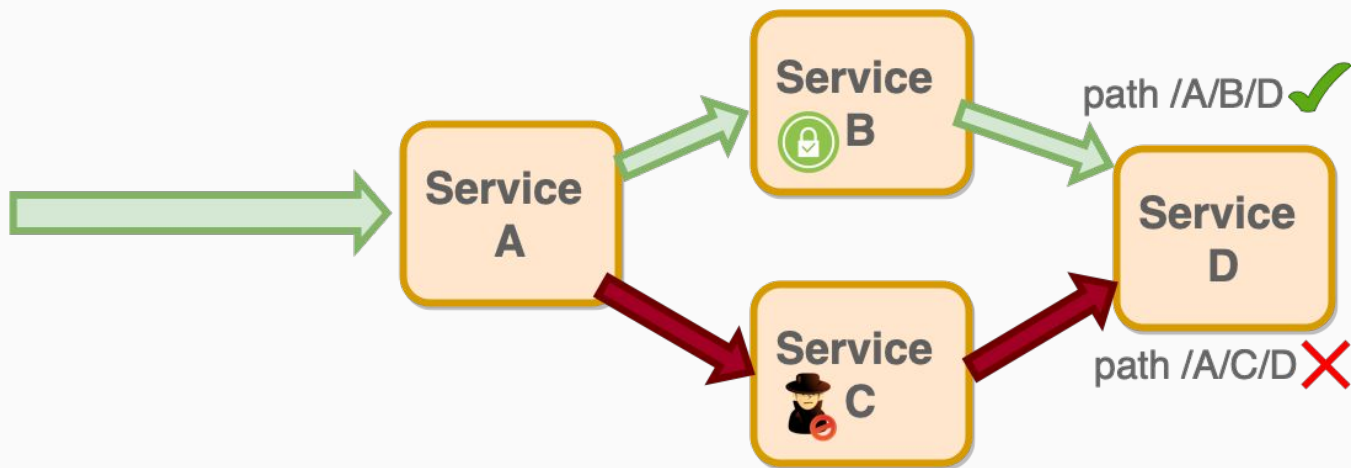 Service
A
Service
B
path /A/B/D
Service
D
Service
C
path /A/C/D